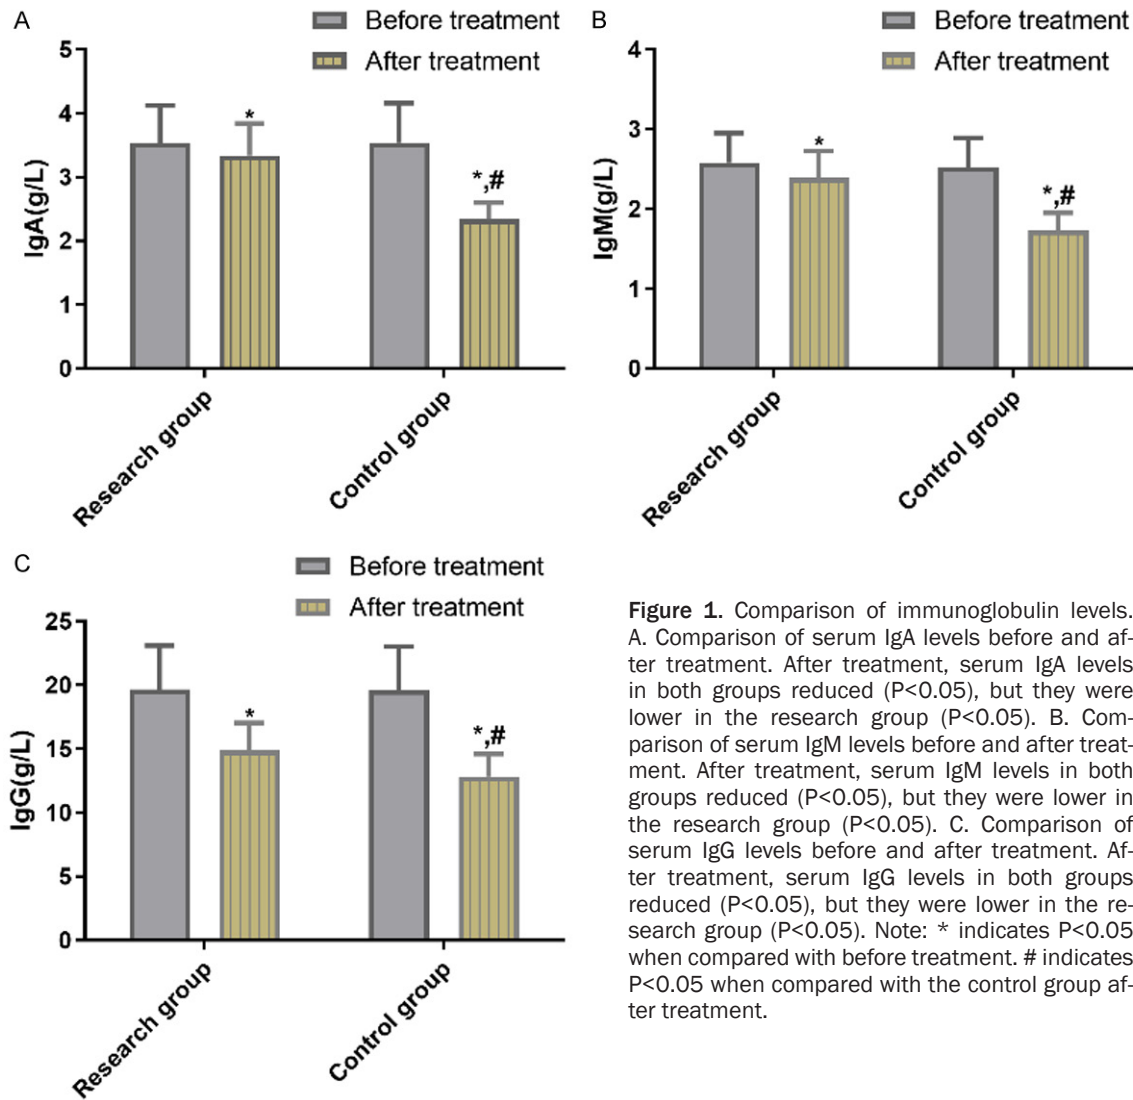 A
Before treatment
After treatment
5
4
3
2
1
0
IgA(g/L)
*
*,#
Research group
Control group
B
Before treatment
After treatment
4
3
2
1
0
IgM(g/L)
*
*,#
Research group
Control group
C
Before treatment
After treatment
25
20
15
10
5
0
IgG(g/L)
*
*,#
Research group
Control group
Figure 1. Comparison of immunoglobulin levels.
A. Comparison of serum IgA levels before and af-
ter treatment. After treatment, serum IgA levels
in both groups reduced (P<0.05), but they were
lower in the research group (P<0.05). B. Com-
parison of serum IgM levels before and after treat-
ment. After treatment, serum IgM levels in both
groups reduced (P<0.05), but they were lower in
the research group (P<0.05). C. Comparison of
serum IgG levels before and after treatment. Af-
ter treatment, serum IgG levels in both groups
reduced (P<0.05), but they were lower in the re-
search group (P<0.05). Note: * indicates P<0.05
when compared with before treatment. # indicates
P<0.05 when compared with the control group af-
ter treatment.